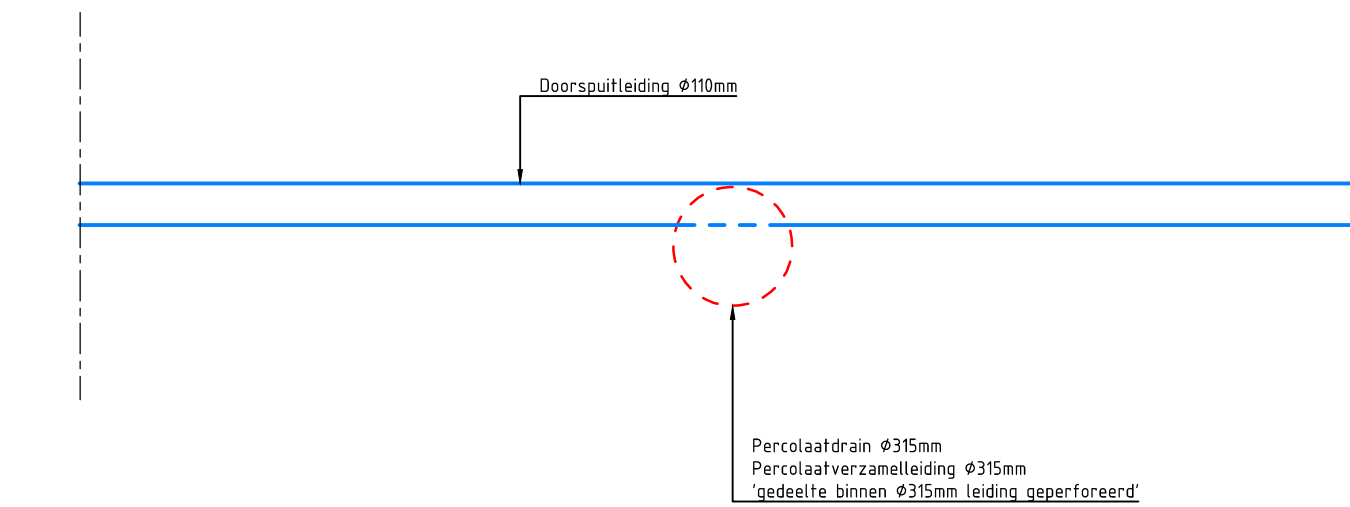 Doorspuitleiding Ø110mm
Percolaatdrain Ø315mm
Percolaatverzamelleiding Ø315mm
'gedeelte binnen Ø315mm leiding geperforeerd'